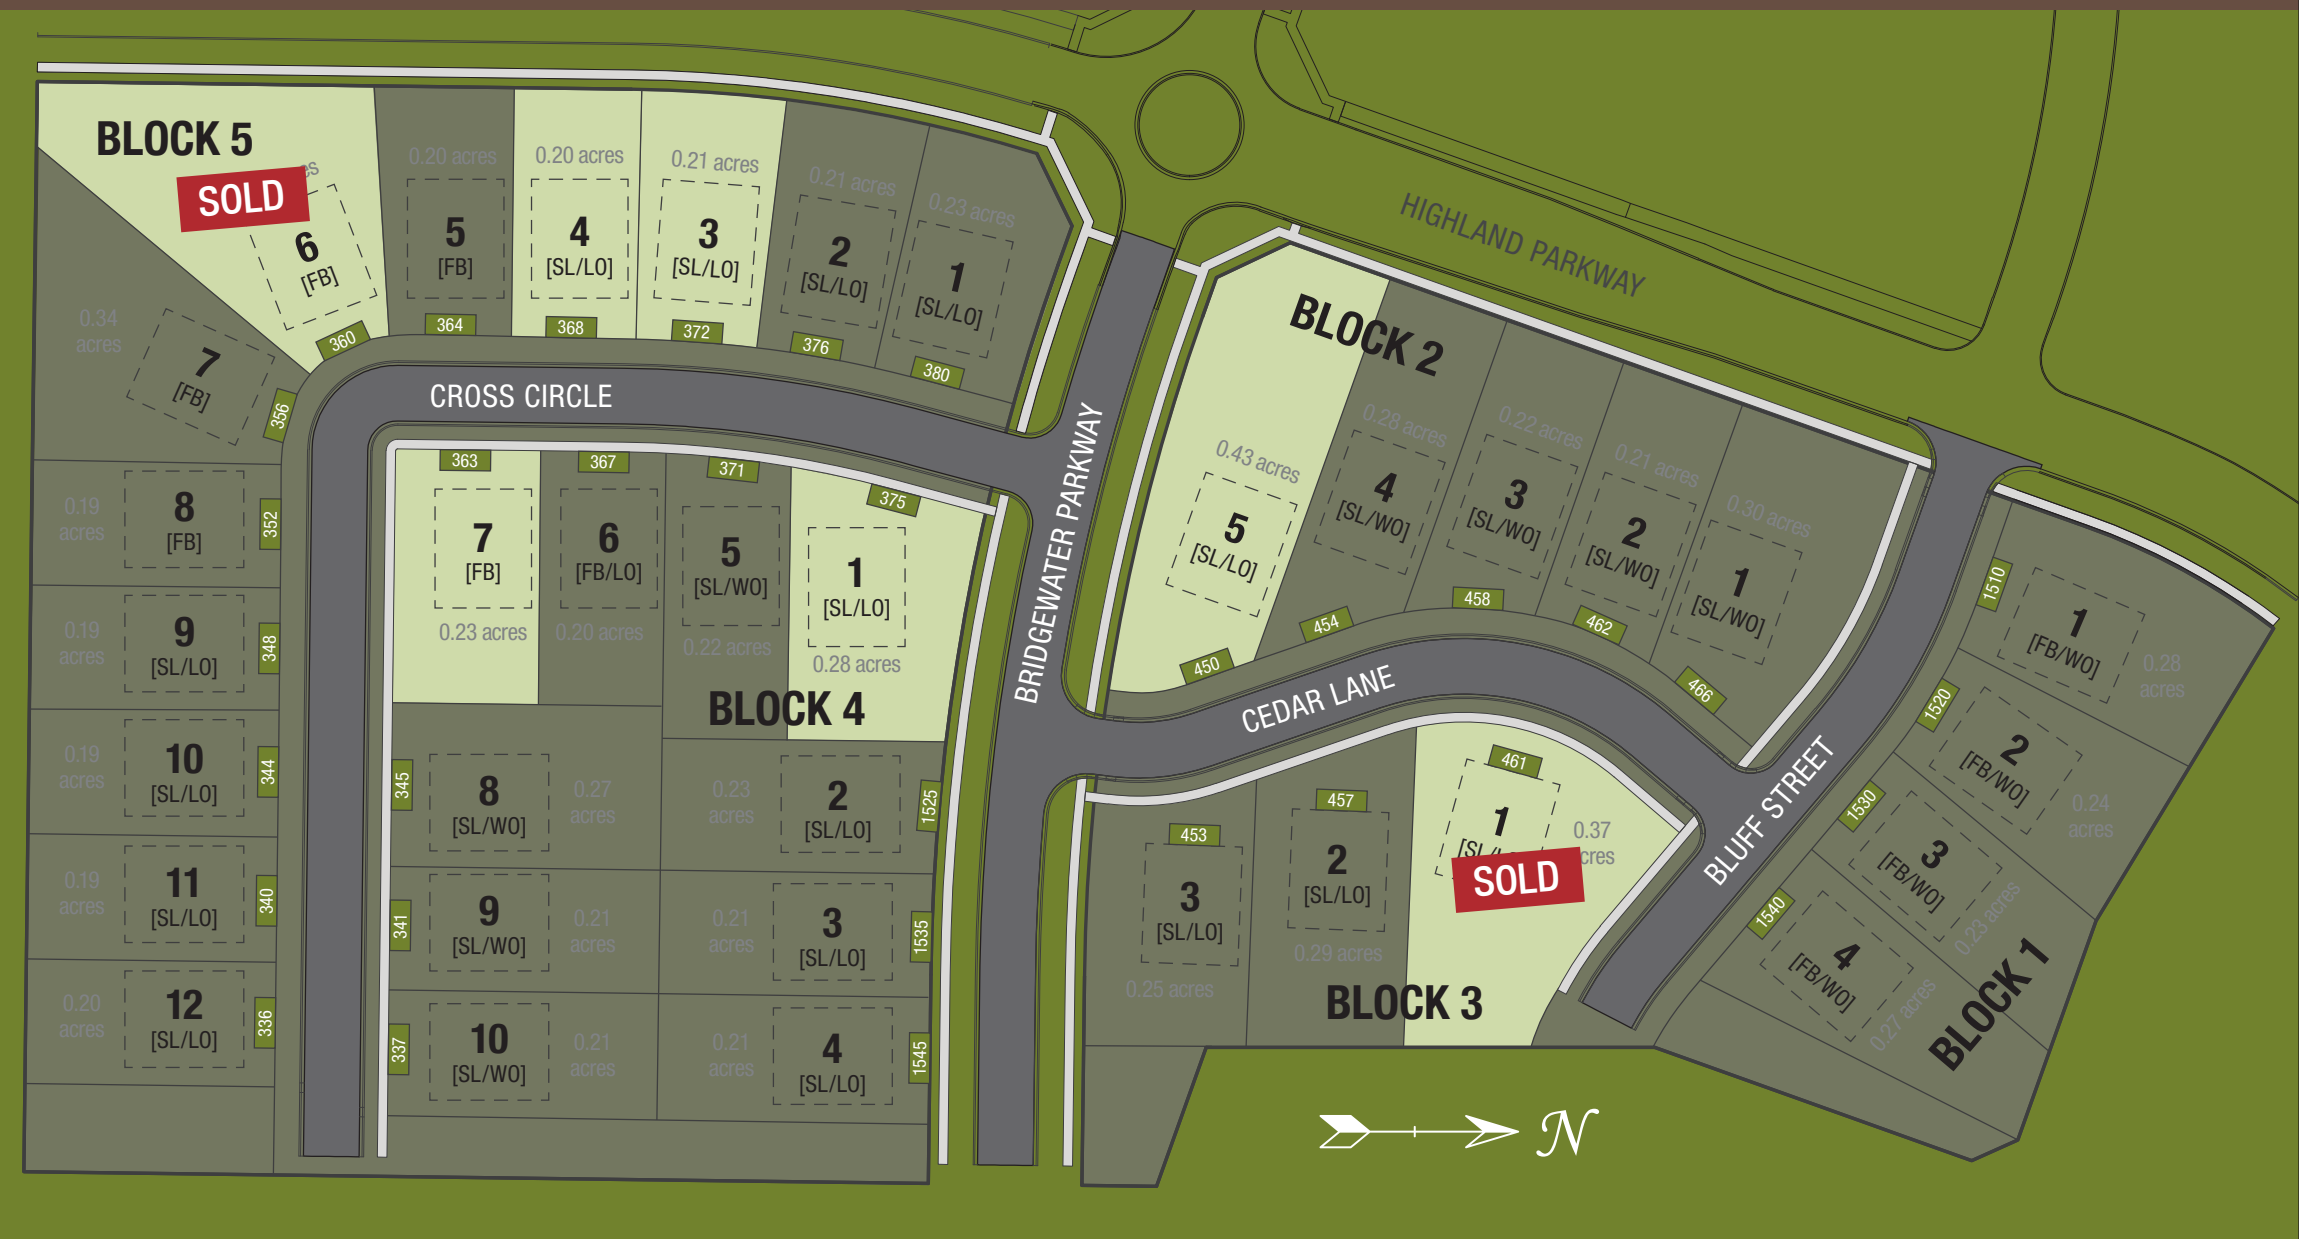 BLOCK 5
SOLD
6
[FB]
360
0.20 acres
5
[FB]
364
0.20 acres
4
[SL/LO]
368
0.21 acres
3
[SL/LO]
372
0.21 acres
2
[SL/LO]
376
0.23 acres
1
[SL/LO]
380
0.34
acres
7
[FB]
356
0.19
acres
8
[FB]
352
0.19
acres
9
[SL/LO]
348
0.19
acres
10
[SL/LO]
344
0.19
acres
11
[SL/LO]
340
0.20
acres
12
[SL/LO]
336
CROSS CIRCLE
363
7
[FB]
0.23 acres
367
6
[FB/LO]
0.20 acres
371
5
[SL/WO]
0.22 acres
375
1
[SL/LO]
0.28 acres
BLOCK 4
345
8
[SL/WO]
0.27
acres
341
9
[SL/WO]
0.21
acres
337
10
[SL/WO]
0.21
acres
0.23
acres
2
[SL/LO]
1525
0.21
acres
3
[SL/LO]
1535
0.21
acres
4
[SL/LO]
1545
BRIDGEWATER PARKWAY
HIGHLAND PARKWAY
BLOCK 2
0.43 acres
5
[SL/LO]
450
0.28 acres
4
[SL/WO]
454
0.22 acres
3
[SL/WO]
458
0.21 acres
2
[SL/WO]
462
0.30 acres
1
[SL/WO]
466
CEDAR LANE
453
3
[SL/LO]
0.25 acres
457
2
[SL/LO]
0.29 acres
461
1
0.37
SOLD
BLOCK 3
BLUFF STREET
1510
1
[FB/WO]
0.28
acres
1520
2
[FB/WO]
0.24
acres
1530
3
[FB/WO]
0.23 acres
1540
4
[FB/WO]
0.27 acres
BLOCK 1
N